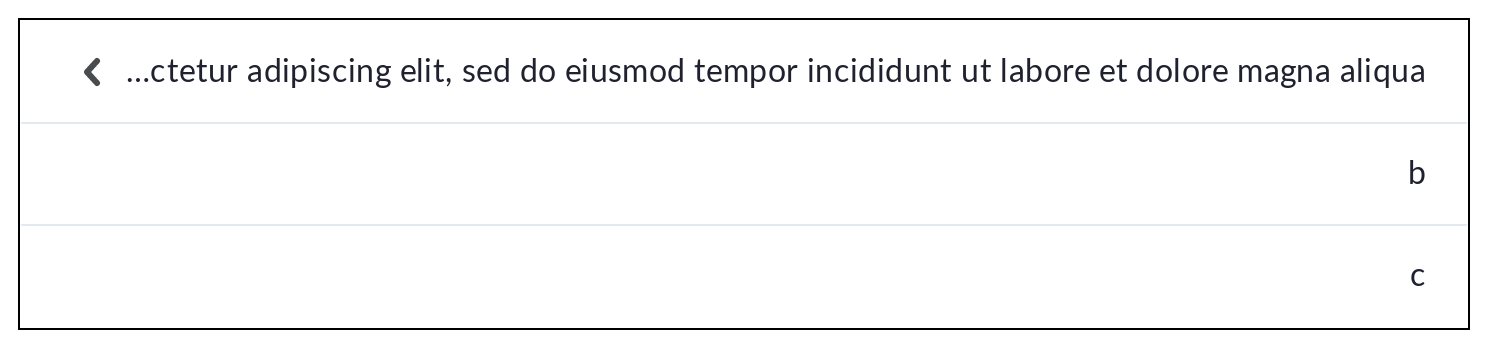 ...ctetur adipiscing elit, sed do eiusmod tempor incididunt ut labore et dolore magna aliqua
b
c